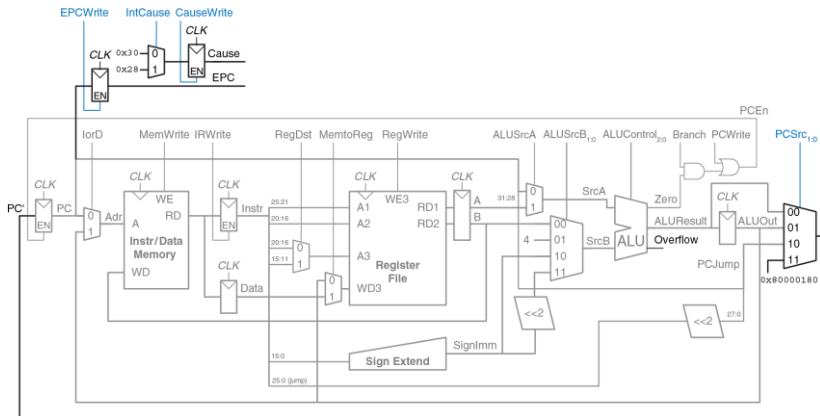 EPCWrite IntCause CauseWrite
CLK CLK
0x30 0 Cause
0x28 1
EPC
EN EN
PCEn
IorD MemWrite IRWrite RegDst MemtoReg RegWrite ALUSrcA ALUSrcB1:0 ALUControl2:0 Branch PCWrite PCSrc1:0
CLK CLK CLK CLK CLK CLK
PC' PC 0 1 Adr A WE RD Instr 25:21 A1 WE3 RD1 A 31:28 0 1 SrcA Zero 00
EN EN 20:16 A2 RD2 B 00 ALUResult ALUOut 01
Instr/Data Memory 4 01 SrcB ALU Overflow 10
20:16 0 A3 10 PCJump 11
15:11 1 Register File 11
WD CLK Data 0 1 WD3 0x80000180
<<2 <<2 27:0
SignImm
15:0 Sign Extend
25:0 (jump)